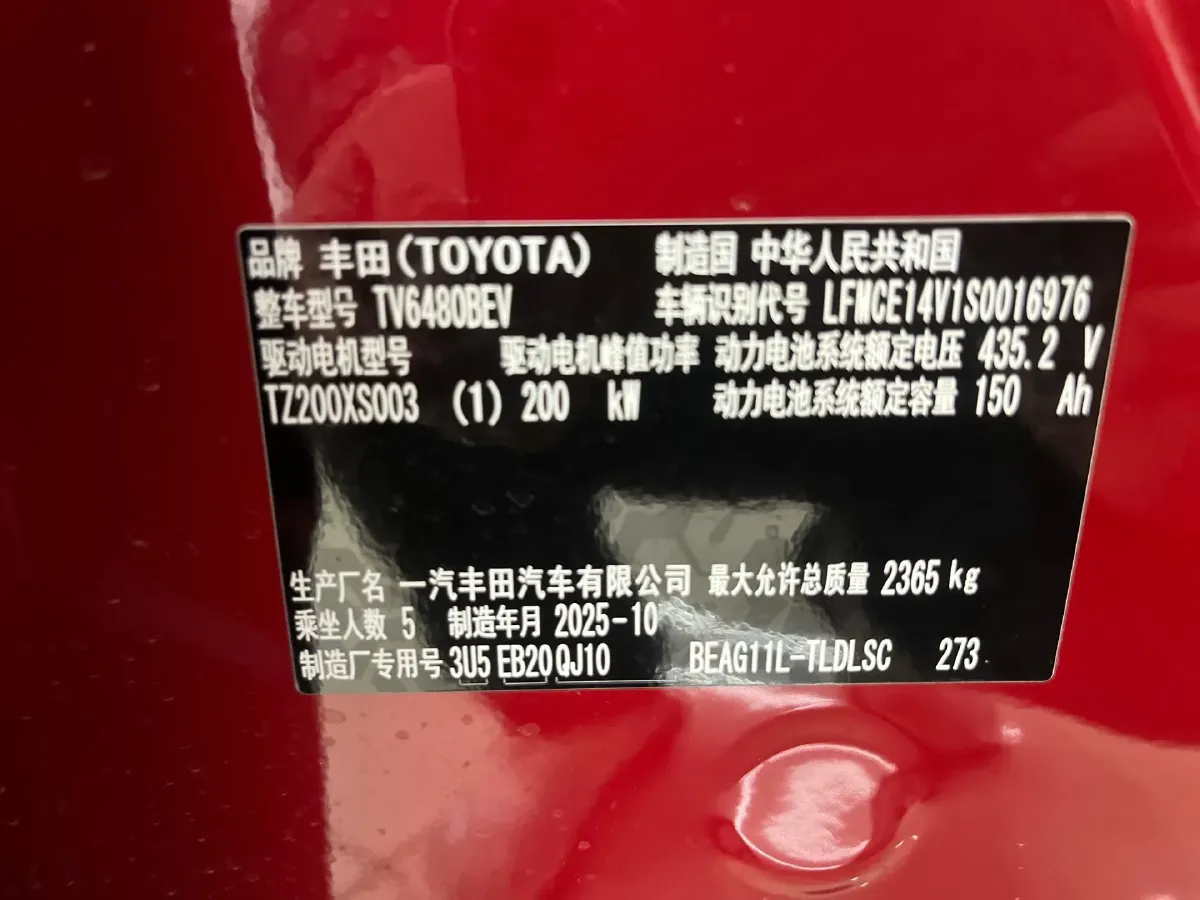 品牌 丰田(TOYOTA) 制造国 中华人民共和国
整车型号 TV6480BEV 车辆识别代号 LFMCE14V1S0016976
驱动电机型号 驱动电机峰值功率 动力电池系统额定电压 435.2 V
TZ200XS003 (1) 200 kW 动力电池系统额定容量 150 Ah
生产厂名 一汽丰田汽车有限公司 最大允许总质量 2365 kg
乘坐人数 5 制造年月 2025-10
制造厂专用号 3U5 EB20 QJ10 BEAG11L-TLDLSC 273